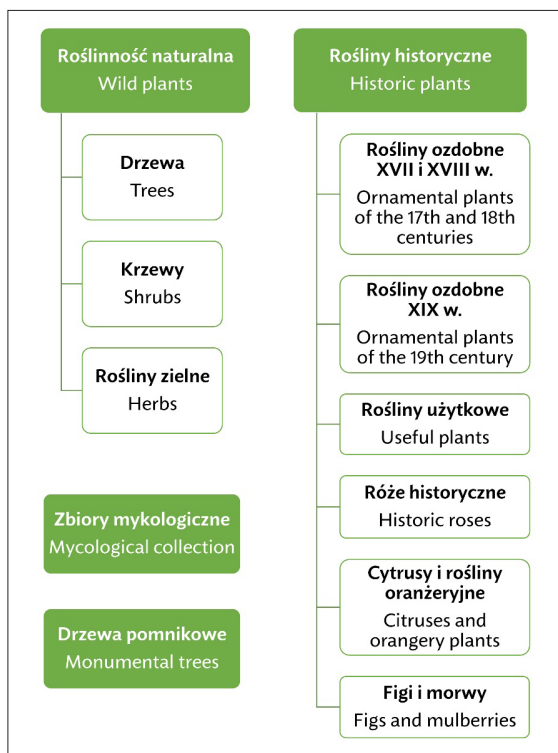 Roślinność naturalna
Wild plants
Drzewa
Trees
Krzewy
Shrubs
Rośliny zielne
Herbs
Zbiory mykologiczne
Mycological collection
Drzewa pomnikowe
Monumental trees
Rośliny historyczne
Historic plants
Rośliny ozdobne
XVII i XVIII w.
Ornamental plants
of the 17th and 18th
centuries
Rośliny ozdobne
XIX w.
Ornamental plants
of the 19th century
Rośliny użytkowe
Useful plants
Róże historyczne
Historic roses
Cytrusy i rośliny
oranżeryjne
Citruses and
orangery plants
Figi i morwy
Figs and mulberries